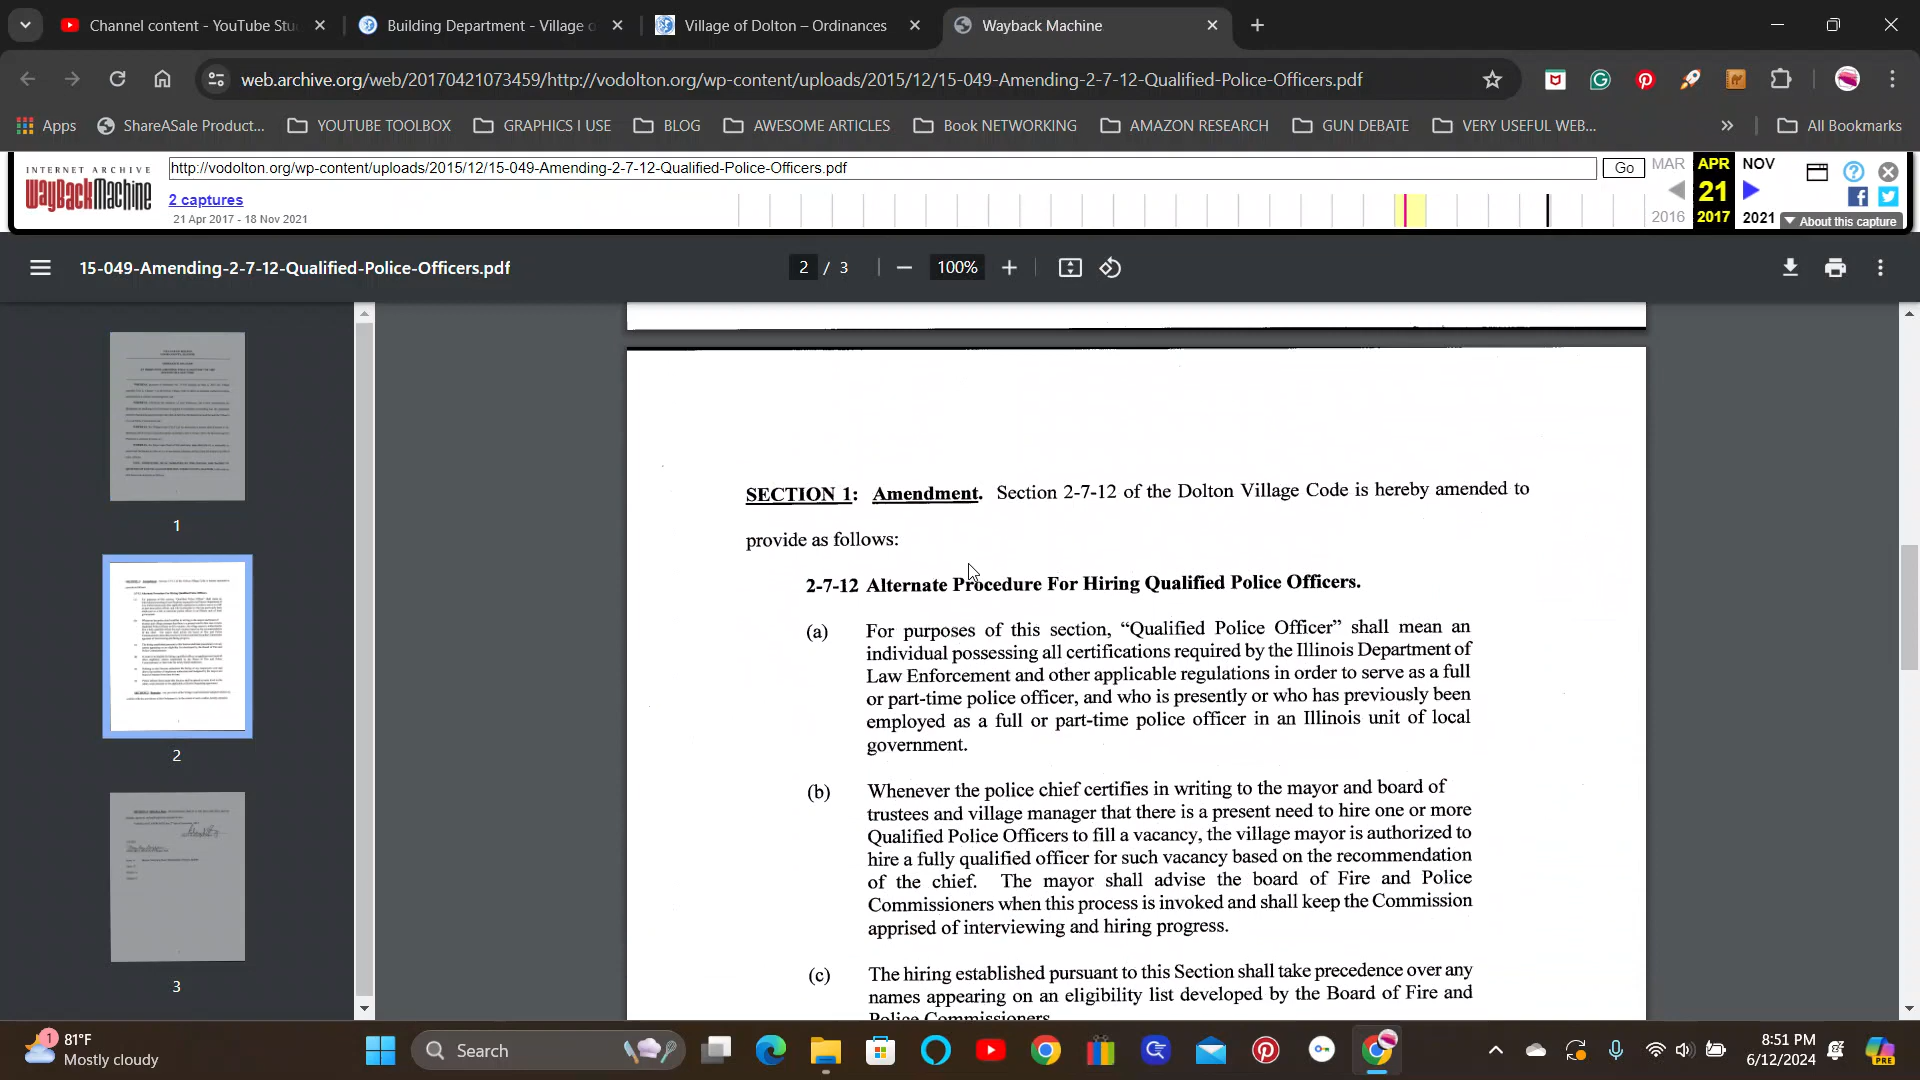 Channel content - YouTube Stu
Building Department - Village o
Village of Dolton – Ordinances
Wayback Machine
web.archive.org/web/20170421073459/http://vodolton.org/wp-content/uploads/2015/12/15-049-Amending-2-7-12-Qualified-Police-Officers.pdf
Apps
ShareASale Product...
YOUTUBE TOOLBOX
GRAPHICS I USE
BLOG
AWESOME ARTICLES
Book NETWORKING
AMAZON RESEARCH
GUN DEBATE
VERY USEFUL WEB...
All Bookmarks
INTERNET ARCHIVE
WayBackMachine
http://vodolton.org/wp-content/uploads/2015/12/15-049-Amending-2-7-12-Qualified-Police-Officers.pdf
Go
MAR
APR
NOV
2 captures
21
21 Apr 2017 - 18 Nov 2021
2016
2017
2021
About this capture
15-049-Amending-2-7-12-Qualified-Police-Officers.pdf
2 / 3
100%
1
2
3
SECTION 1: Amendment. Section 2-7-12 of the Dolton Village Code is hereby amended to
provide as follows:
2-7-12 Alternate Procedure For Hiring Qualified Police Officers.
(a) For purposes of this section, “Qualified Police Officer” shall mean an
individual possessing all certifications required by the Illinois Department of
Law Enforcement and other applicable regulations in order to serve as a full
or part-time police officer, and who is presently or who has previously been
employed as a full or part-time police officer in an Illinois unit of local
government.
(b) Whenever the police chief certifies in writing to the mayor and board of
trustees and village manager that there is a present need to hire one or more
Qualified Police Officers to fill a vacancy, the village mayor is authorized to
hire a fully qualified officer for such vacancy based on the recommendation
of the chief. The mayor shall advise the board of Fire and Police
Commissioners when this process is invoked and shall keep the Commission
apprised of interviewing and hiring progress.
(c) The hiring established pursuant to this Section shall take precedence over any
names appearing on an eligibility list developed by the Board of Fire and
Police Commissioners
1
81°F
Mostly cloudy
Search
8:51 PM
6/12/2024
PRE